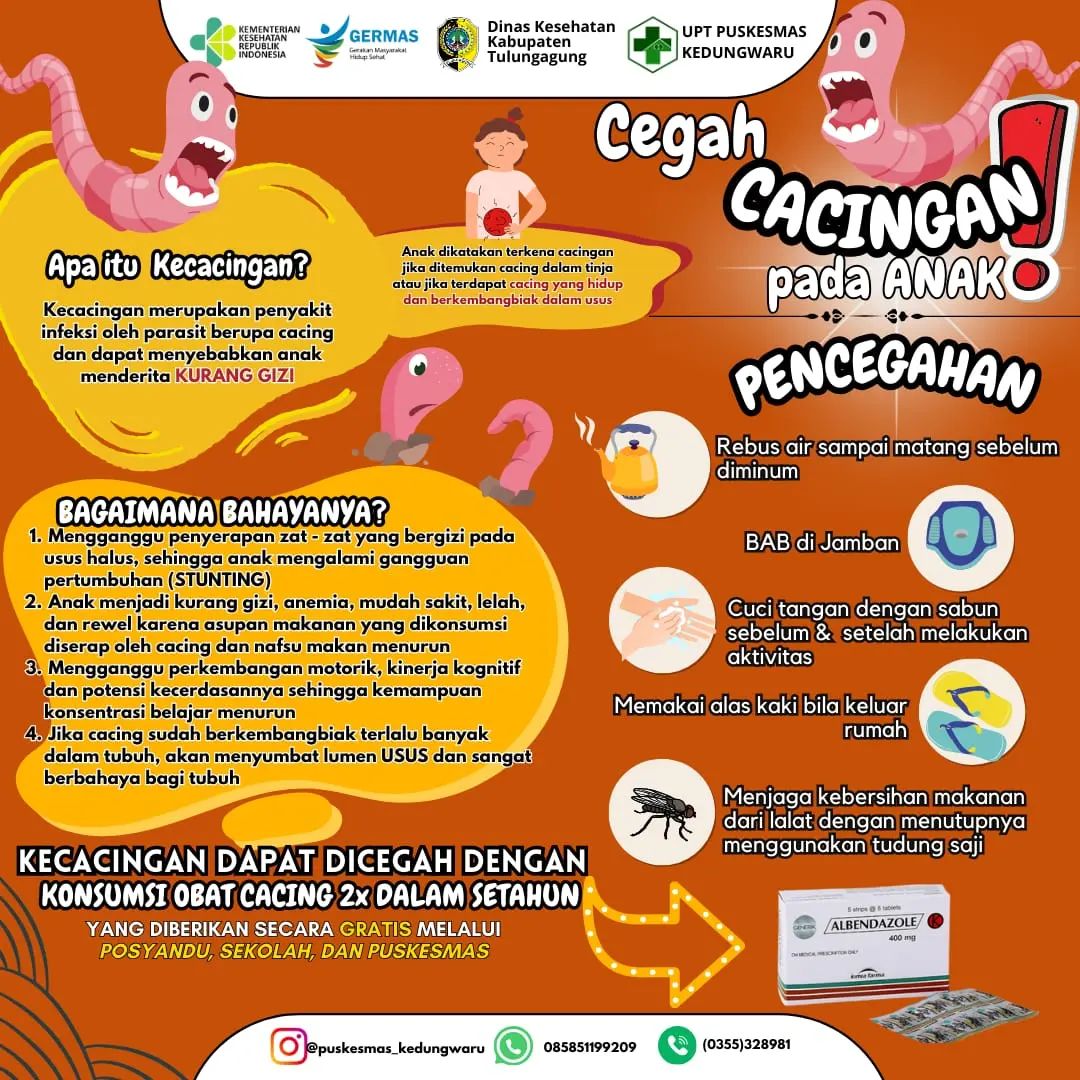 KEMENTERIAN
KESEHATAN
REPUBLIK
INDONESIA
GERMAS
Gerakan Masyarakat
Hidup Sehat
Dinas Kesehatan
Kabupaten
Tulungagung
UPT PUSKESMAS
KEDUNGWARU
Cegah
CACINGAN
pada ANAK
!
Apa itu Kecacingan?
Kecacingan merupakan penyakit
infeksi oleh parasit berupa cacing
dan dapat menyebabkan anak
menderita KURANG GIZI
Anak dikatakan terkena cacingan
jika ditemukan cacing dalam tinja
atau jika terdapat cacing yang hidup
dan berkembangbiak dalam usus
BAGAIMANA BAHAYANYA?
1. Mengganggu penyerapan zat - zat yang bergizi pada
usus halus, sehingga anak mengalami gangguan
pertumbuhan (STUNTING)
2. Anak menjadi kurang gizi, anemia, mudah sakit, lelah,
dan rewel karena asupan makanan yang dikonsumsi
diserap oleh cacing dan nafsu makan menurun
3. Mengganggu perkembangan motorik, kinerja kognitif
dan potensi kecerdasannya sehingga kemampuan
konsentrasi belajar menurun
4. Jika cacing sudah berkembangbiak terlalu banyak
dalam tubuh, akan menyumbat lumen USUS dan sangat
berbahaya bagi tubuh
PENCEGAHAN
Rebus air sampai matang sebelum
diminum
BAB di Jamban
Cuci tangan dengan sabun
sebelum & setelah melakukan
aktivitas
Memakai alas kaki bila keluar
rumah
Menjaga kebersihan makanan
dari lalat dengan menutupnya
menggunakan tudung saji
KECACINGAN DAPAT DICEGAH DENGAN
KONSUMSI OBAT CACING 2x DALAM SETAHUN
YANG DIBERIKAN SECARA GRATIS MELALUI
POSYANDU, SEKOLAH, DAN PUSKESMAS
5 strips @ 6 tablets
GENERIK
ALBENDAZOLE
K
400 mg
ON MEDICAL PRESCRIPTION ONLY
kimia farma
@puskesmas_kedungwaru
085851199209
(0355)328981